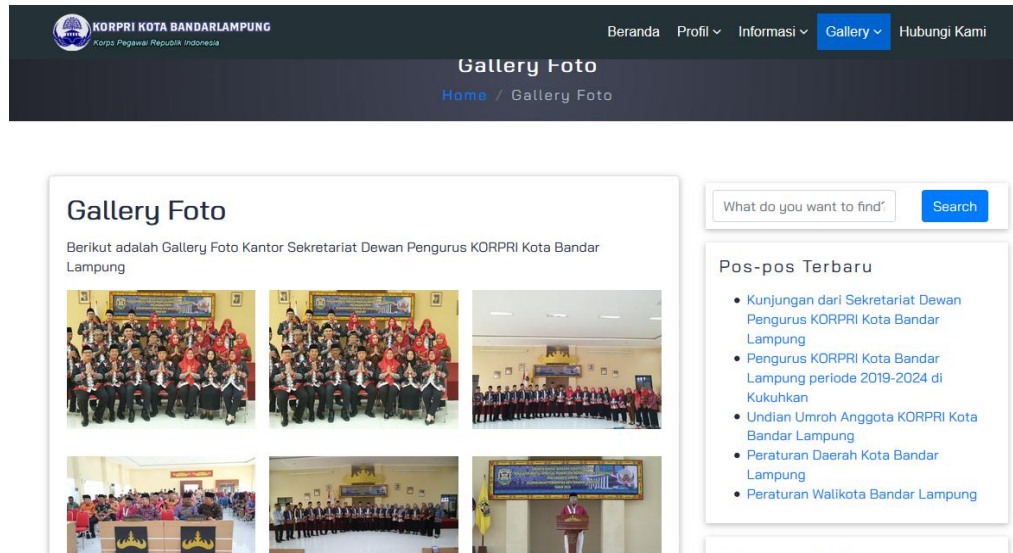 KORPRI KOTA BANDARLAMPUNG
Korps Pegawai Republik Indonesia
Beranda
Profil
Informasi
Gallery
Hubungi Kami
Gallery Foto
Home / Gallery Foto
Gallery Foto
Berikut adalah Gallery Foto Kantor Sekretariat Dewan Pengurus KORPRI Kota Bandar
Lampung
What do you want to find?
Search
Pos-pos Terbaru
Kunjungan dari Sekretariat Dewan
Pengurus KORPRI Kota Bandar
Lampung
Pengurus KORPRI Kota Bandar
Lampung periode 2019-2024 di
Kukuhkan
Undian Umroh Anggota KORPRI Kota
Bandar Lampung
Peraturan Daerah Kota Bandar
Lampung
Peraturan Walikota Bandar Lampung